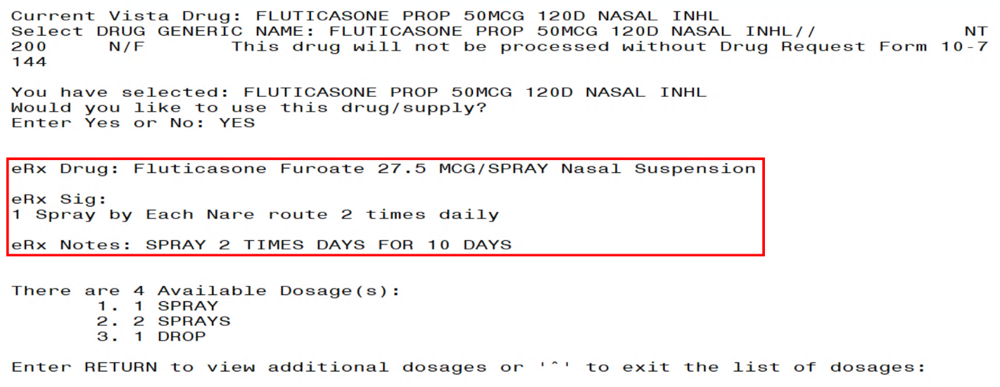 Current Vista Drug: FLUTICASONE PROP 50MCG 120D NASAL INHL
Select DRUG GENERIC NAME: FLUTICASONE PROP 50MCG 120D NASAL INHL// NT
200 N/F This drug will not be processed without Drug Request Form 10-7
144
You have selected: FLUTICASONE PROP 50MCG 120D NASAL INHL
Would you like to use this drug/supply?
Enter Yes or No: YES
eRx Drug: Fluticasone Furoate 27.5 MCG/SPRAY Nasal Suspension
eRx Sig:
1 Spray by Each Nare route 2 times daily
eRx Notes: SPRAY 2 TIMES DAYS FOR 10 DAYS
There are 4 Available Dosage(s):
1. 1 SPRAY
2. 2 SPRAYS
3. 1 DROP
Enter RETURN to view additional dosages or '^' to exit the list of dosages: